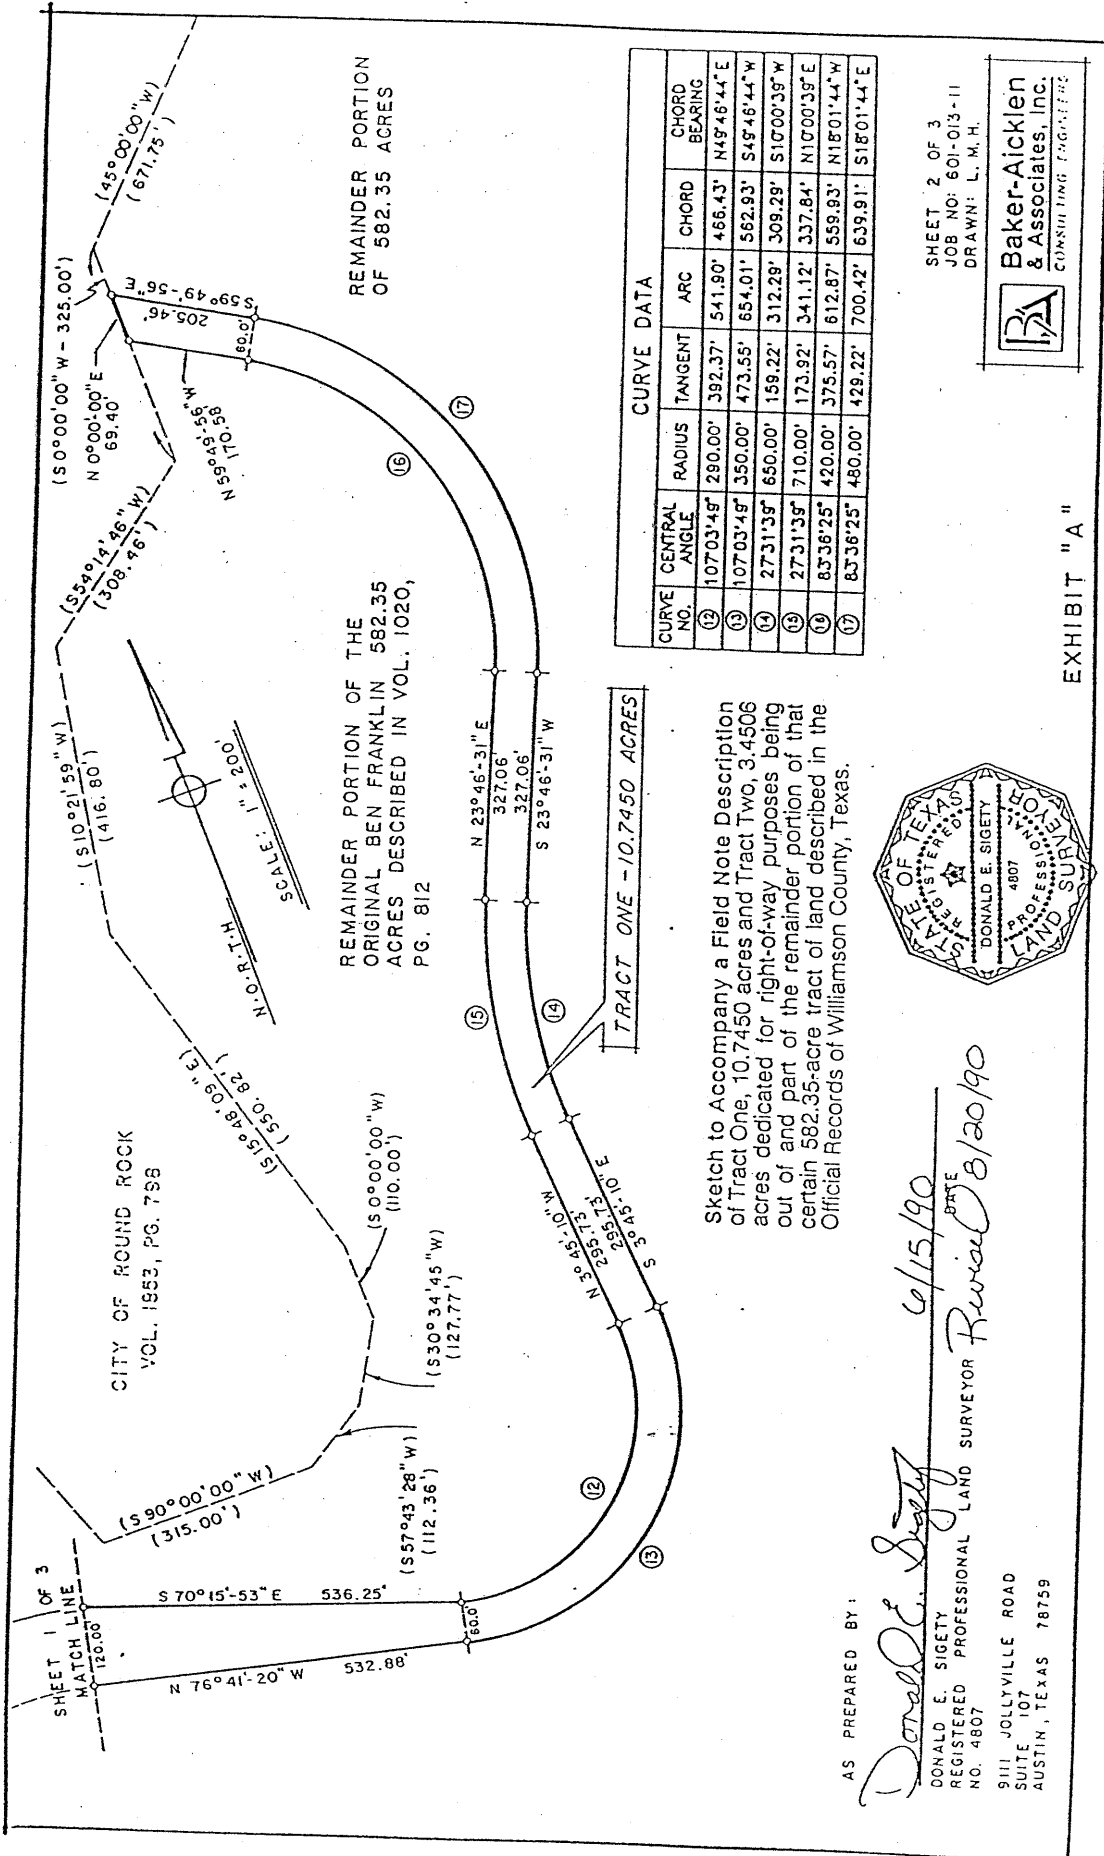 SHEET 1 OF 3
MATCH LINE
120.00'
S 70°15'-53" E 536.25'
N 76°41'-20" W 532.88'
60.0'
(S 90°00'00" W)
(315.00')
(S57°43'28" W)
(112.36')
(S30°34'45" W)
(127.77')
(S0°00'00" W)
(110.00')
(S15°48'09" E)
(550.82')
(S10°21'59" W)
(416.80')
(S54°14'46" W)
(308.46')
(S0°00'00" W - 325.00')
N 0°00'-00" E
69.40'
(45°00'00" W)
(671.75')
CITY OF ROUND ROCK
VOL. 1953, PG. 798
N·O·R·T·H
SCALE: 1" = 200'
REMAINDER PORTION OF THE
ORIGINAL BEN FRANKLIN 582.35
ACRES DESCRIBED IN VOL. 1020,
PG. 812
REMAINDER PORTION
OF 582.35 ACRES
N 59°49'-56" W
170.58'
S 59°49'-56" E
205.46'
60.0'
12
13
N 3°45'-10" W
295.73'
295.73'
S 3°45'-10" E
15
14
N 23°46'-31" E
327.06'
327.06'
S 23°46'-31" W
16
17
TRACT ONE - 10.7450 ACRES
CURVE DATA
CURVE NO. CENTRAL ANGLE RADIUS TANGENT ARC CHORD CHORD BEARING
12 107°03'49" 290.00' 392.37' 541.90' 466.43' N49°46'44" E
13 107°03'49" 350.00' 473.55' 654.01' 562.93' S49°46'44" W
14 27°31'39" 650.00' 159.22' 312.29' 309.29' S10°00'39" W
15 27°31'39" 710.00' 173.92' 341.12' 337.84' N10°00'39" E
16 83°36'25" 420.00' 375.57' 612.87' 559.93' N18°01'44" W
17 83°36'25" 480.00' 429.22' 700.42' 639.91' S18°01'44" E
Sketch to Accompany a Field Note Description
of Tract One, 10.7450 acres and Tract Two, 3.4506
acres dedicated for right-of-way purposes being
out of and part of the remainder portion of that
certain 582.35-acre tract of land described in the
Official Records of Williamson County, Texas.
AS PREPARED BY:
Donald E. Sigety 6/15/90
DONALD E. SIGETY DATE
REGISTERED PROFESSIONAL LAND SURVEYOR Revised 8/20/90
NO. 4807
9111 JOLLYVILLE ROAD
SUITE 107
AUSTIN, TEXAS 78759
STATE OF TEXAS
REGISTERED
DONALD E. SIGETY
4807
PROFESSIONAL
LAND SURVEYOR
EXHIBIT "A"
SHEET 2 OF 3
JOB NO: 601-013-11
DRAWN: L. M. H.
BA
Baker-Aicklen
& Associates, Inc.
CONSULTING ENGINEERS